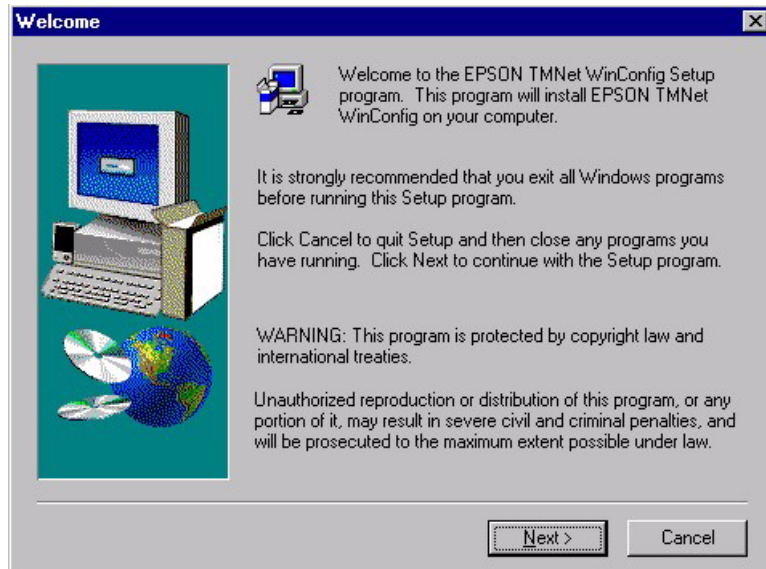 Welcome
Welcome to the EPSON TMNet WinConfig Setup
program. This program will install EPSON TMNet
WinConfig on your computer.
It is strongly recommended that you exit all Windows programs
before running this Setup program.
Click Cancel to quit Setup and then close any programs you
have running. Click Next to continue with the Setup program.
WARNING: This program is protected by copyright law and
international treaties.
Unauthorized reproduction or distribution of this program, or any
portion of it, may result in severe civil and criminal penalties, and
will be prosecuted to the maximum extent possible under law.
Next >
Cancel